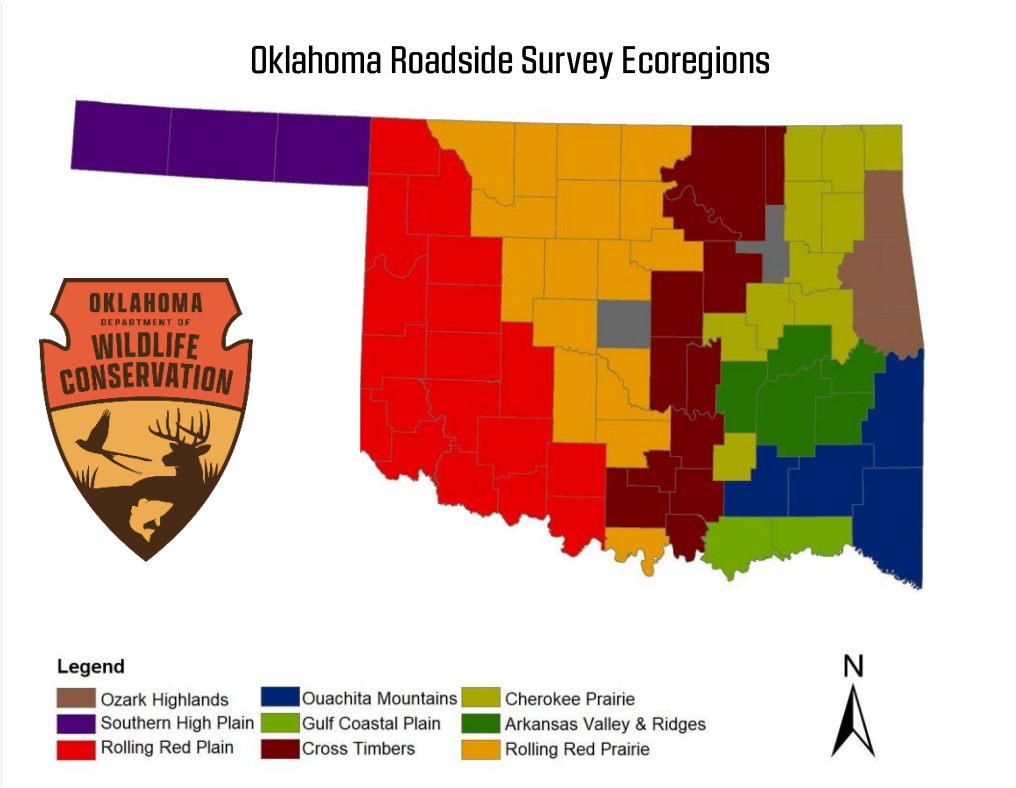 Oklahoma Roadside Survey Ecoregions
OKLAHOMA
DEPARTMENT OF
WILDLIFE
CONSERVATION
Legend
Ozark Highlands
Southern High Plain
Rolling Red Plain
Ouachita Mountains
Gulf Coastal Plain
Cross Timbers
Cherokee Prairie
Arkansas Valley & Ridges
Rolling Red Prairie
N